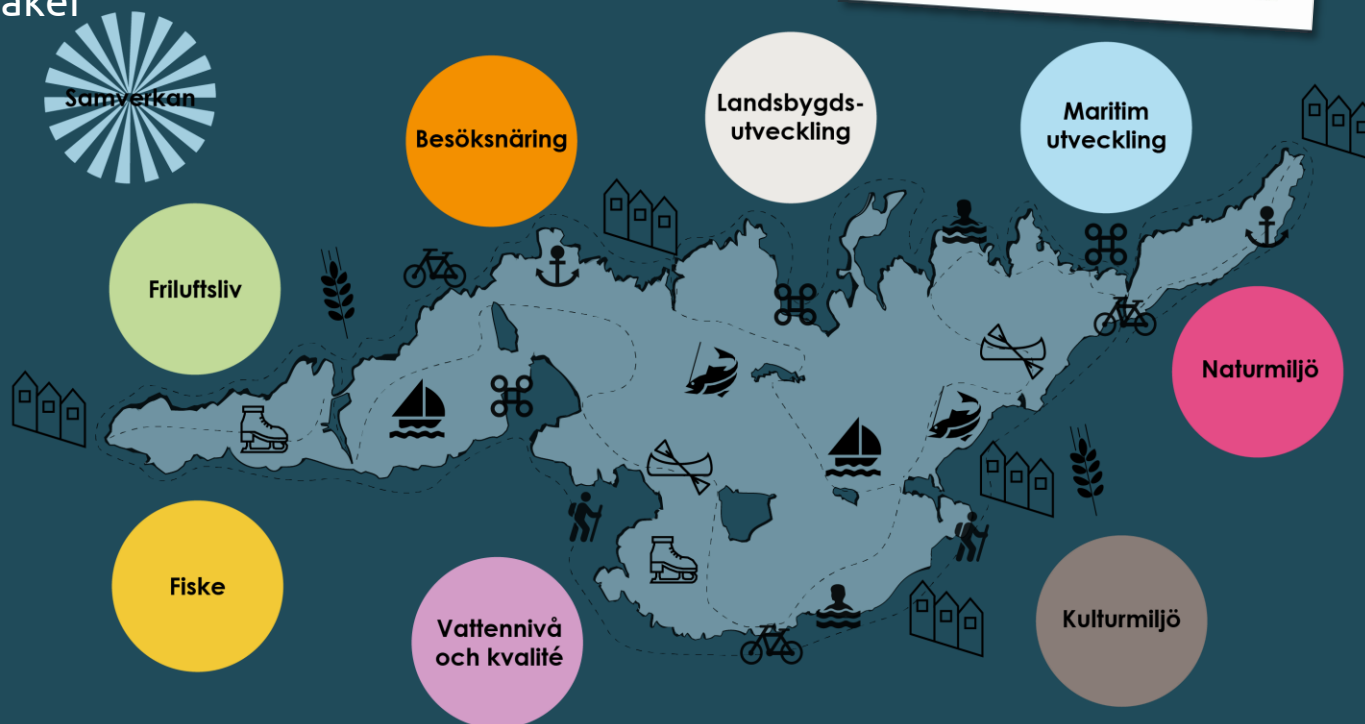 Samverkan
Besöksnäring
Landsbygds-
utveckling
Maritim
utveckling
Friluftsliv
Naturmiljö
Fiske
Vattennivå
och kvalité
Kulturmiljö